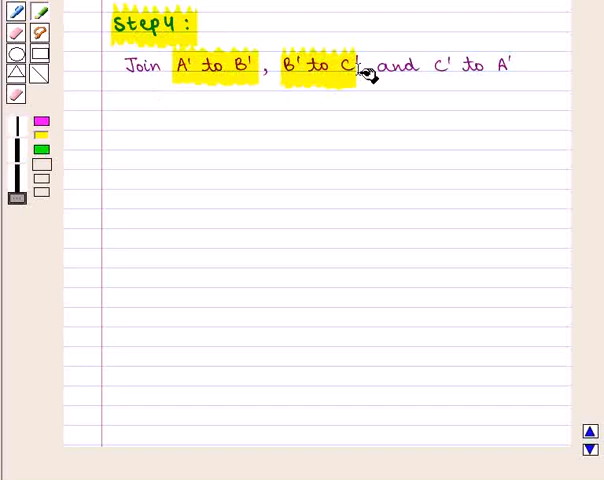 Step 4 :
Join A' to B' , B' to C' and C' to A'